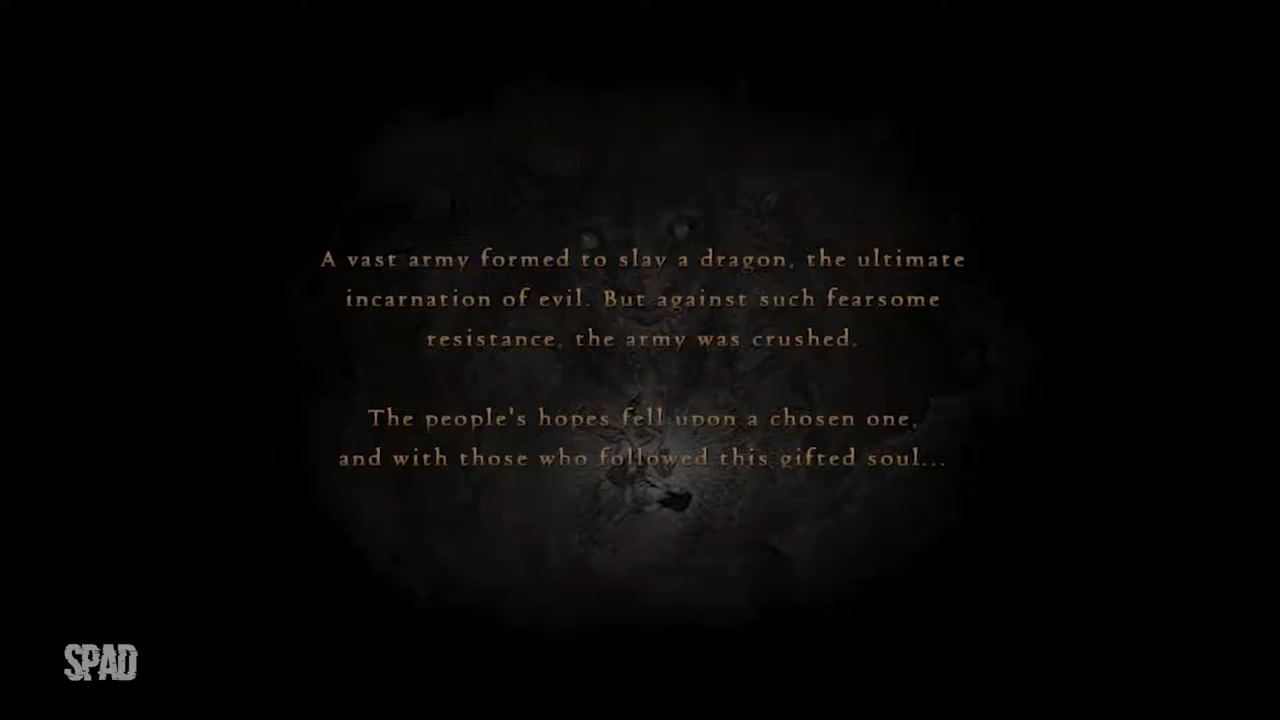 A vast army formed to slay a dragon, the ultimate
incarnation of evil. But against such fearsome
resistance, the army was crushed.
The people's hopes fell upon a chosen one,
and with those who followed this gifted soul...
SPAD